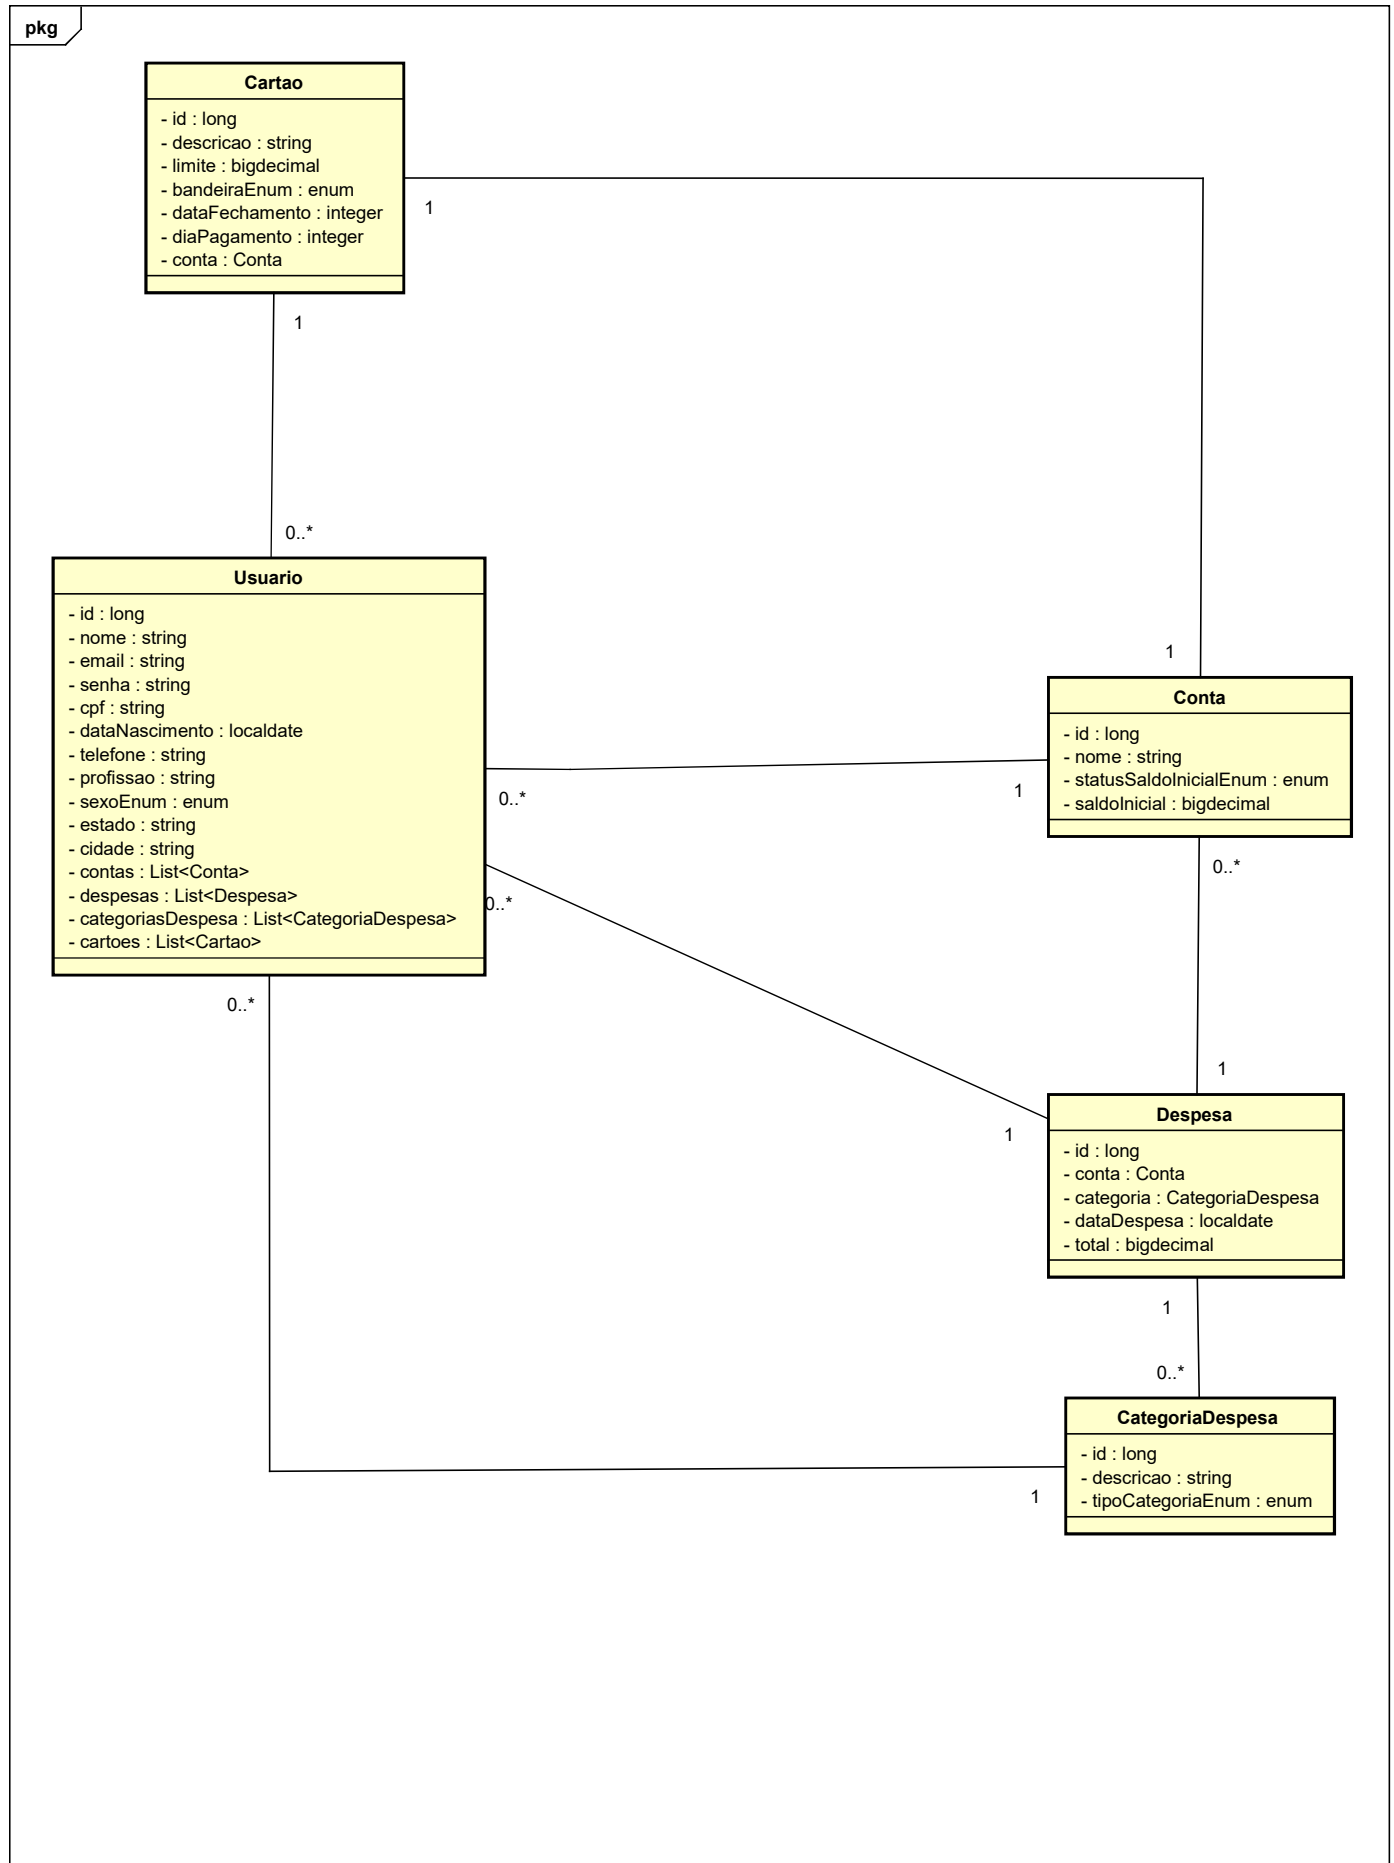 pkg
Cartao
- id : long
- descricao : string
- limite : bigdecimal
- bandeiraEnum : enum
- dataFechamento : integer
- diaPagamento : integer
- conta : Conta
1
1
0..*
Usuario
- id : long
- nome : string
- email : string
- senha : string
- cpf : string
- dataNascimento : localdate
- telefone : string
- profissao : string
- sexoEnum : enum
- estado : string
- cidade : string
- contas : List<Conta>
- despesas : List<Despesa>
- categoriasDespesa : List<CategoriaDespesa>
- cartoes : List<Cartao>
1
Conta
- id : long
- nome : string
- statusSaldoInicialEnum : enum
- saldoInicial : bigdecimal
0..*
1
0..*
0..*
0..*
1
1
Despesa
- id : long
- conta : Conta
- categoria : CategoriaDespesa
- dataDespesa : localdate
- total : bigdecimal
1
0..*
CategoriaDespesa
- id : long
- descricao : string
- tipoCategoriaEnum : enum
1